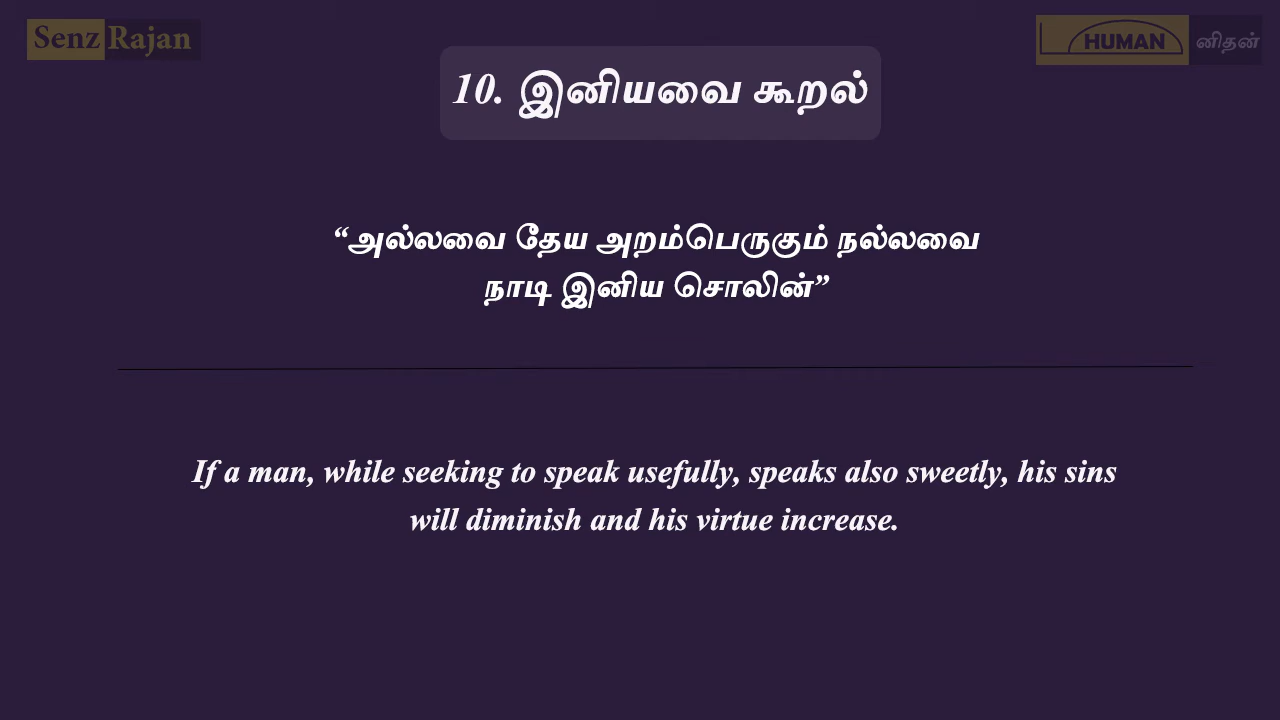 Senz Rajan
HUMAN னிதன்
10. இனியவை கூறல்
“அல்லவை தேய அறம்பெருகும் நல்லவை
நாடி இனிய சொலின்”
If a man, while seeking to speak usefully, speaks also sweetly, his sins
will diminish and his virtue increase.